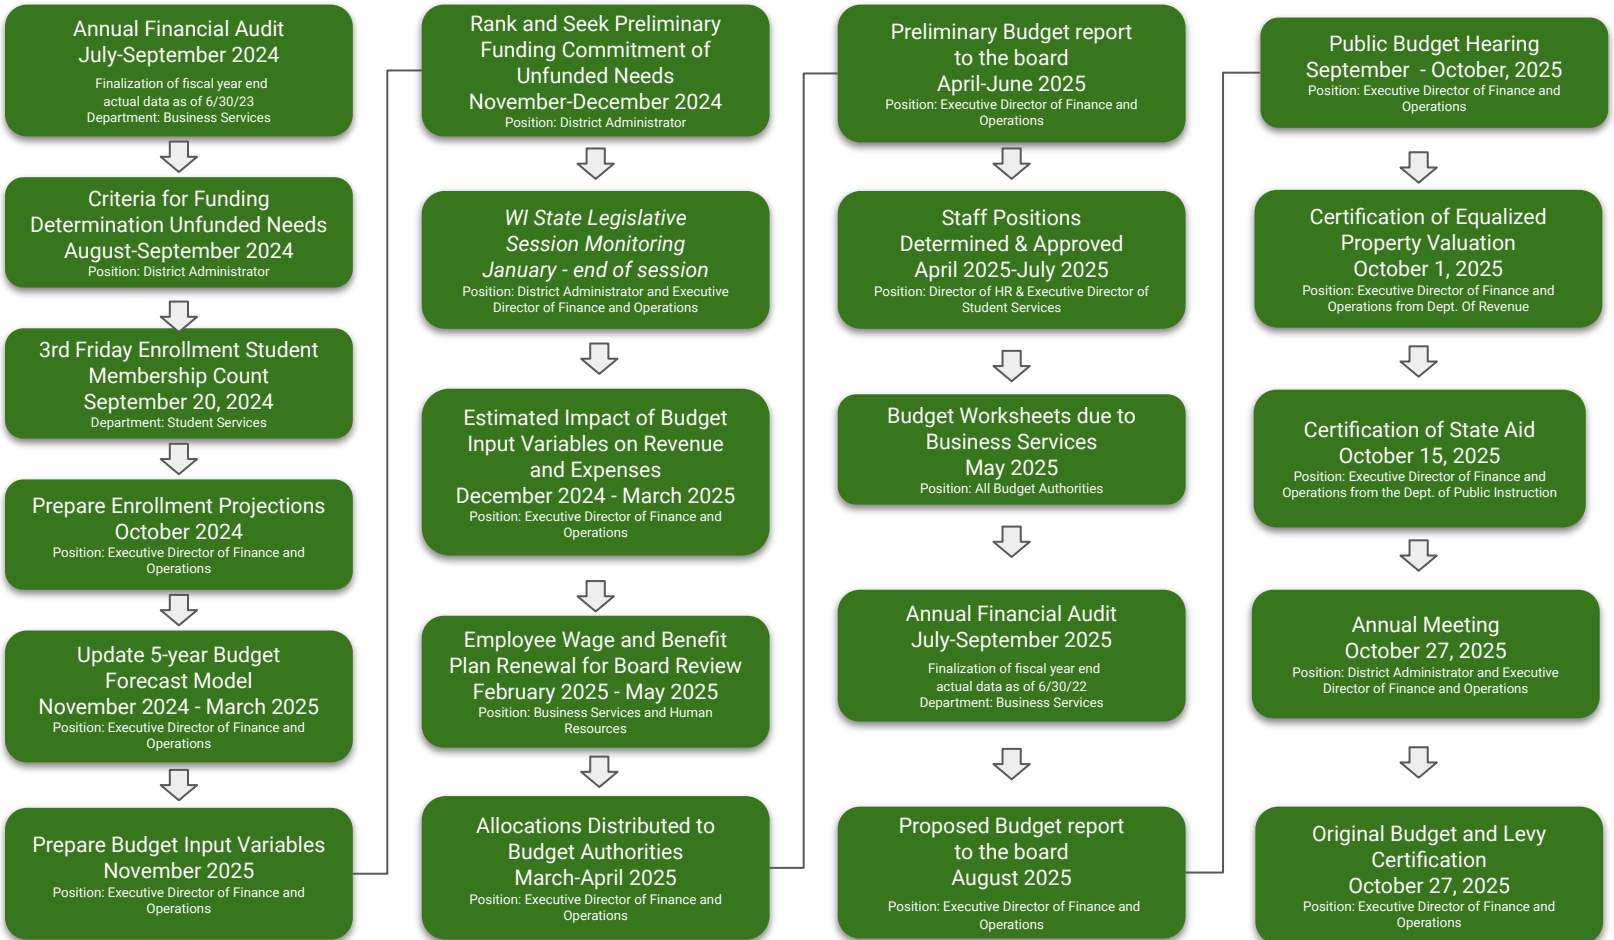 Annual Financial Audit
July-September 2024
Finalization of fiscal year end
actual data as of 6/30/23
Department: Business Services
Criteria for Funding
Determination Unfunded Needs
August-September 2024
Position: District Administrator
3rd Friday Enrollment Student
Membership Count
September 20, 2024
Department: Student Services
Prepare Enrollment Projections
October 2024
Position: Executive Director of Finance and
Operations
Update 5-year Budget
Forecast Model
November 2024 - March 2025
Position: Executive Director of Finance and
Operations
Prepare Budget Input Variables
November 2025
Position: Executive Director of Finance and
Operations
Rank and Seek Preliminary
Funding Commitment of
Unfunded Needs
November-December 2024
Position: District Administrator
WI State Legislative
Session Monitoring
January - end of session
Position: District Administrator and Executive
Director of Finance and Operations
Estimated Impact of Budget
Input Variables on Revenue
and Expenses
December 2024 - March 2025
Position: Executive Director of Finance and
Operations
Employee Wage and Benefit
Plan Renewal for Board Review
February 2025 - May 2025
Position: Business Services and Human
Resources
Allocations Distributed to
Budget Authorities
March-April 2025
Position: Executive Director of Finance and
Operations
Preliminary Budget report
to the board
April-June 2025
Position: Executive Director of Finance and
Operations
Staff Positions
Determined & Approved
April 2025-July 2025
Position: Director of HR & Executive Director of
Student Services
Budget Worksheets due to
Business Services
May 2025
Position: All Budget Authorities
Annual Financial Audit
July-September 2025
Finalization of fiscal year end
actual data as of 6/30/22
Department: Business Services
Proposed Budget report
to the board
August 2025
Position: Executive Director of Finance and
Operations
Public Budget Hearing
September - October, 2025
Position: Executive Director of Finance and
Operations
Certification of Equalized
Property Valuation
October 1, 2025
Position: Executive Director of Finance and
Operations from Dept. Of Revenue
Certification of State Aid
October 15, 2025
Position: Executive Director of Finance and
Operations from the Dept. of Public Instruction
Annual Meeting
October 27, 2025
Position: District Administrator and Executive
Director of Finance and Operations
Original Budget and Levy
Certification
October 27, 2025
Position: Executive Director of Finance and
Operations